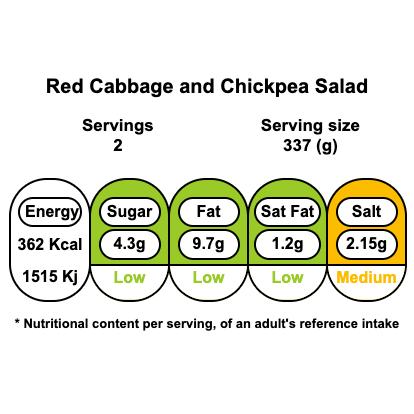 Red Cabbage and Chickpea Salad
Servings
2
Serving size
337 (g)
Energy
362 Kcal
1515 Kj
Sugar
4.3g
Low
Fat
9.7g
Low
Sat Fat
1.2g
Low
Salt
2.15g
Medium
* Nutritional content per serving, of an adult's reference intake